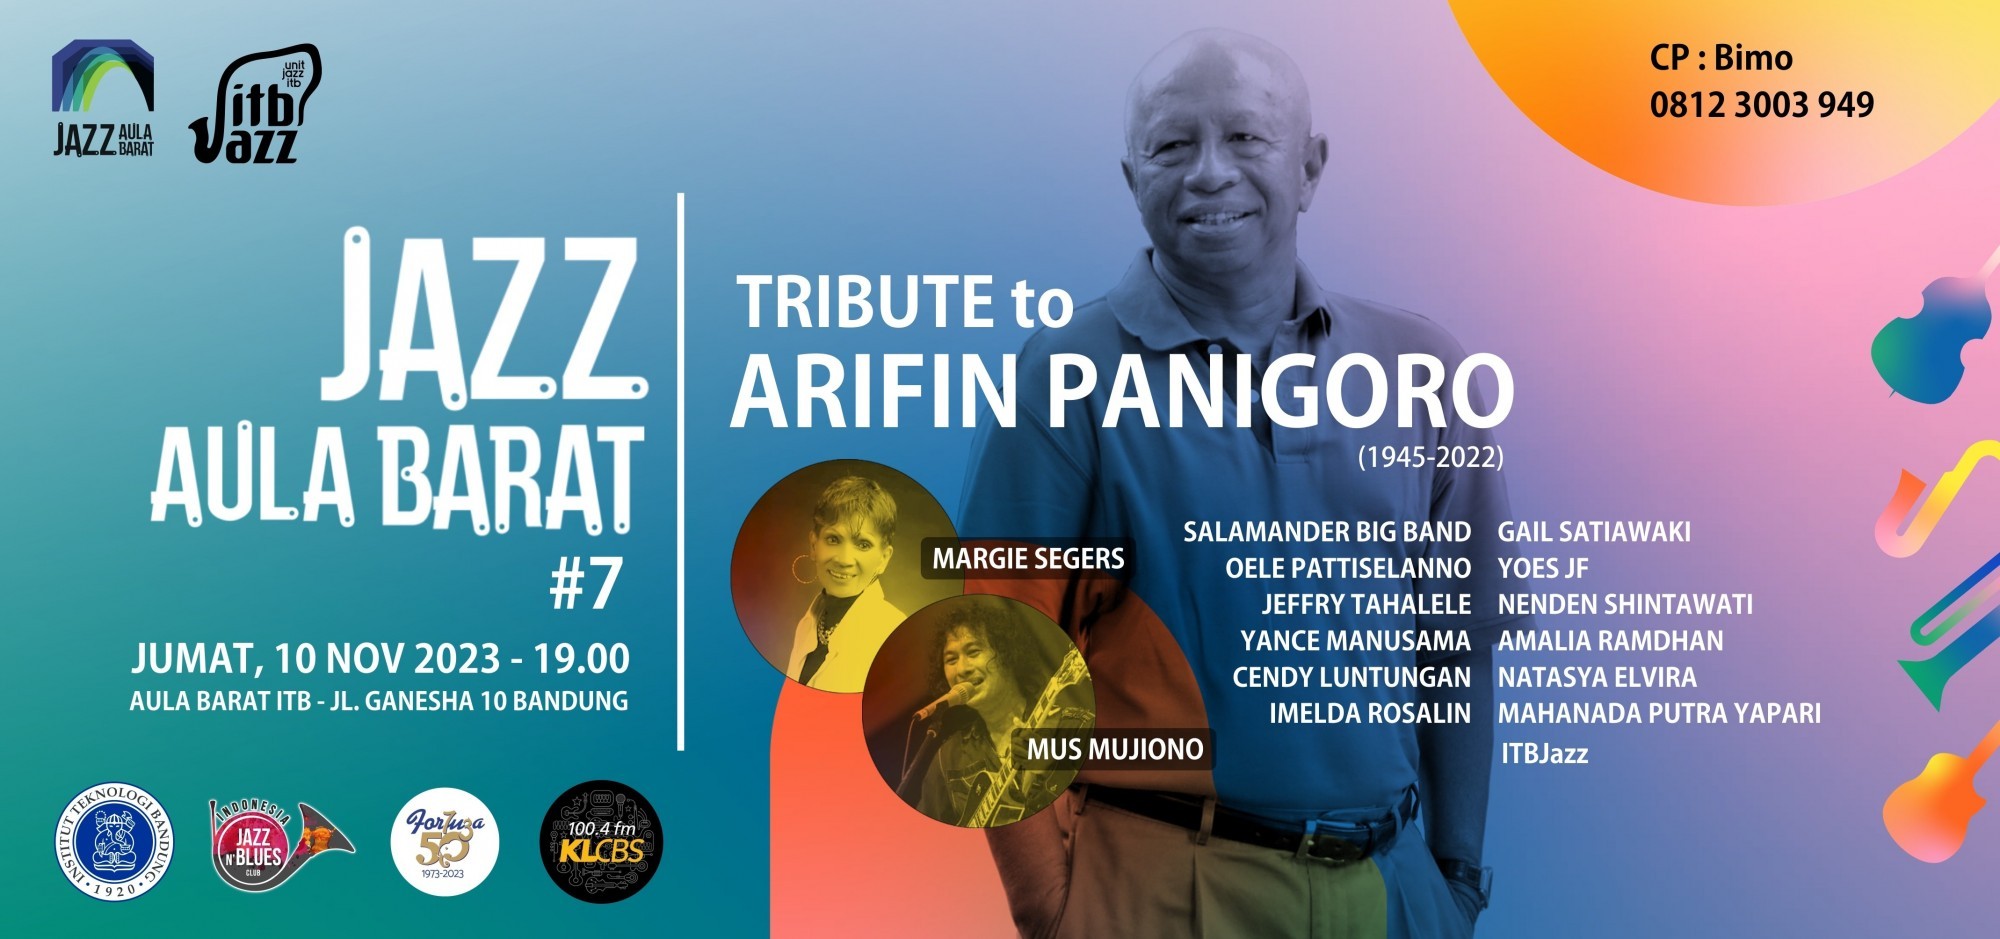 JAZZ AULA
BARAT
unit
jazz
itb
itb
Jazz
CP : Bimo
0812 3003 949
JAZZ
AULA BARAT
#7
JUMAT, 10 NOV 2023 - 19.00
AULA BARAT ITB - JL. GANESHA 10 BANDUNG
TRIBUTE to
ARIFIN PANIGORO
(1945-2022)
MARGIE SEGERS
MUS MUJIONO
SALAMANDER BIG BAND
OELE PATTISELANNO
JEFFRY TAHALELE
YANCE MANUSAMA
CENDY LUNTUNGAN
IMELDA ROSALIN
GAIL SATIAWAKI
YOES JF
NENDEN SHINTAWATI
AMALIA RAMDHAN
NATASYA ELVIRA
MAHANADA PUTRA YAPARI
ITBJazz
INSTITUT TEKNOLOGI BANDUNG
1920
INDONESIA
JAZZ
N' BLUES
CLUB
Fortuza
50
1973-2023
100.4 fm
KLCBS